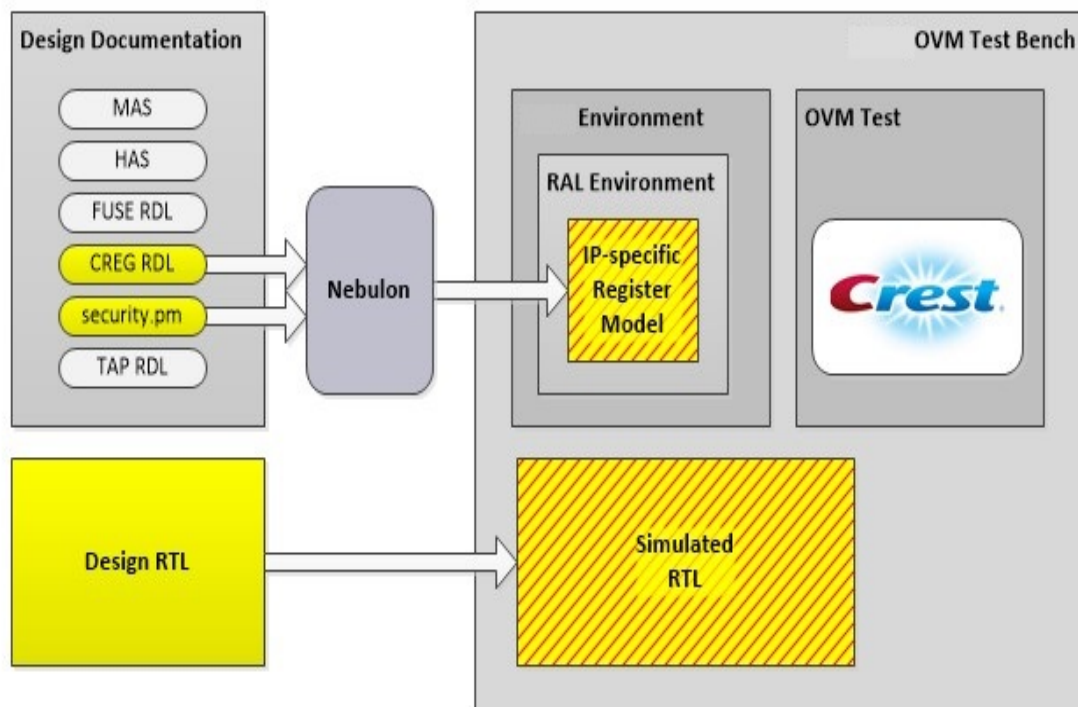 Design Documentation
MAS
HAS
FUSE RDL
CREG RDL
security.pm
TAP RDL
Nebulon
OVM Test Bench
Environment
RAL Environment
IP-specific
Register
Model
OVM Test
Crest
Design RTL
Simulated
RTL